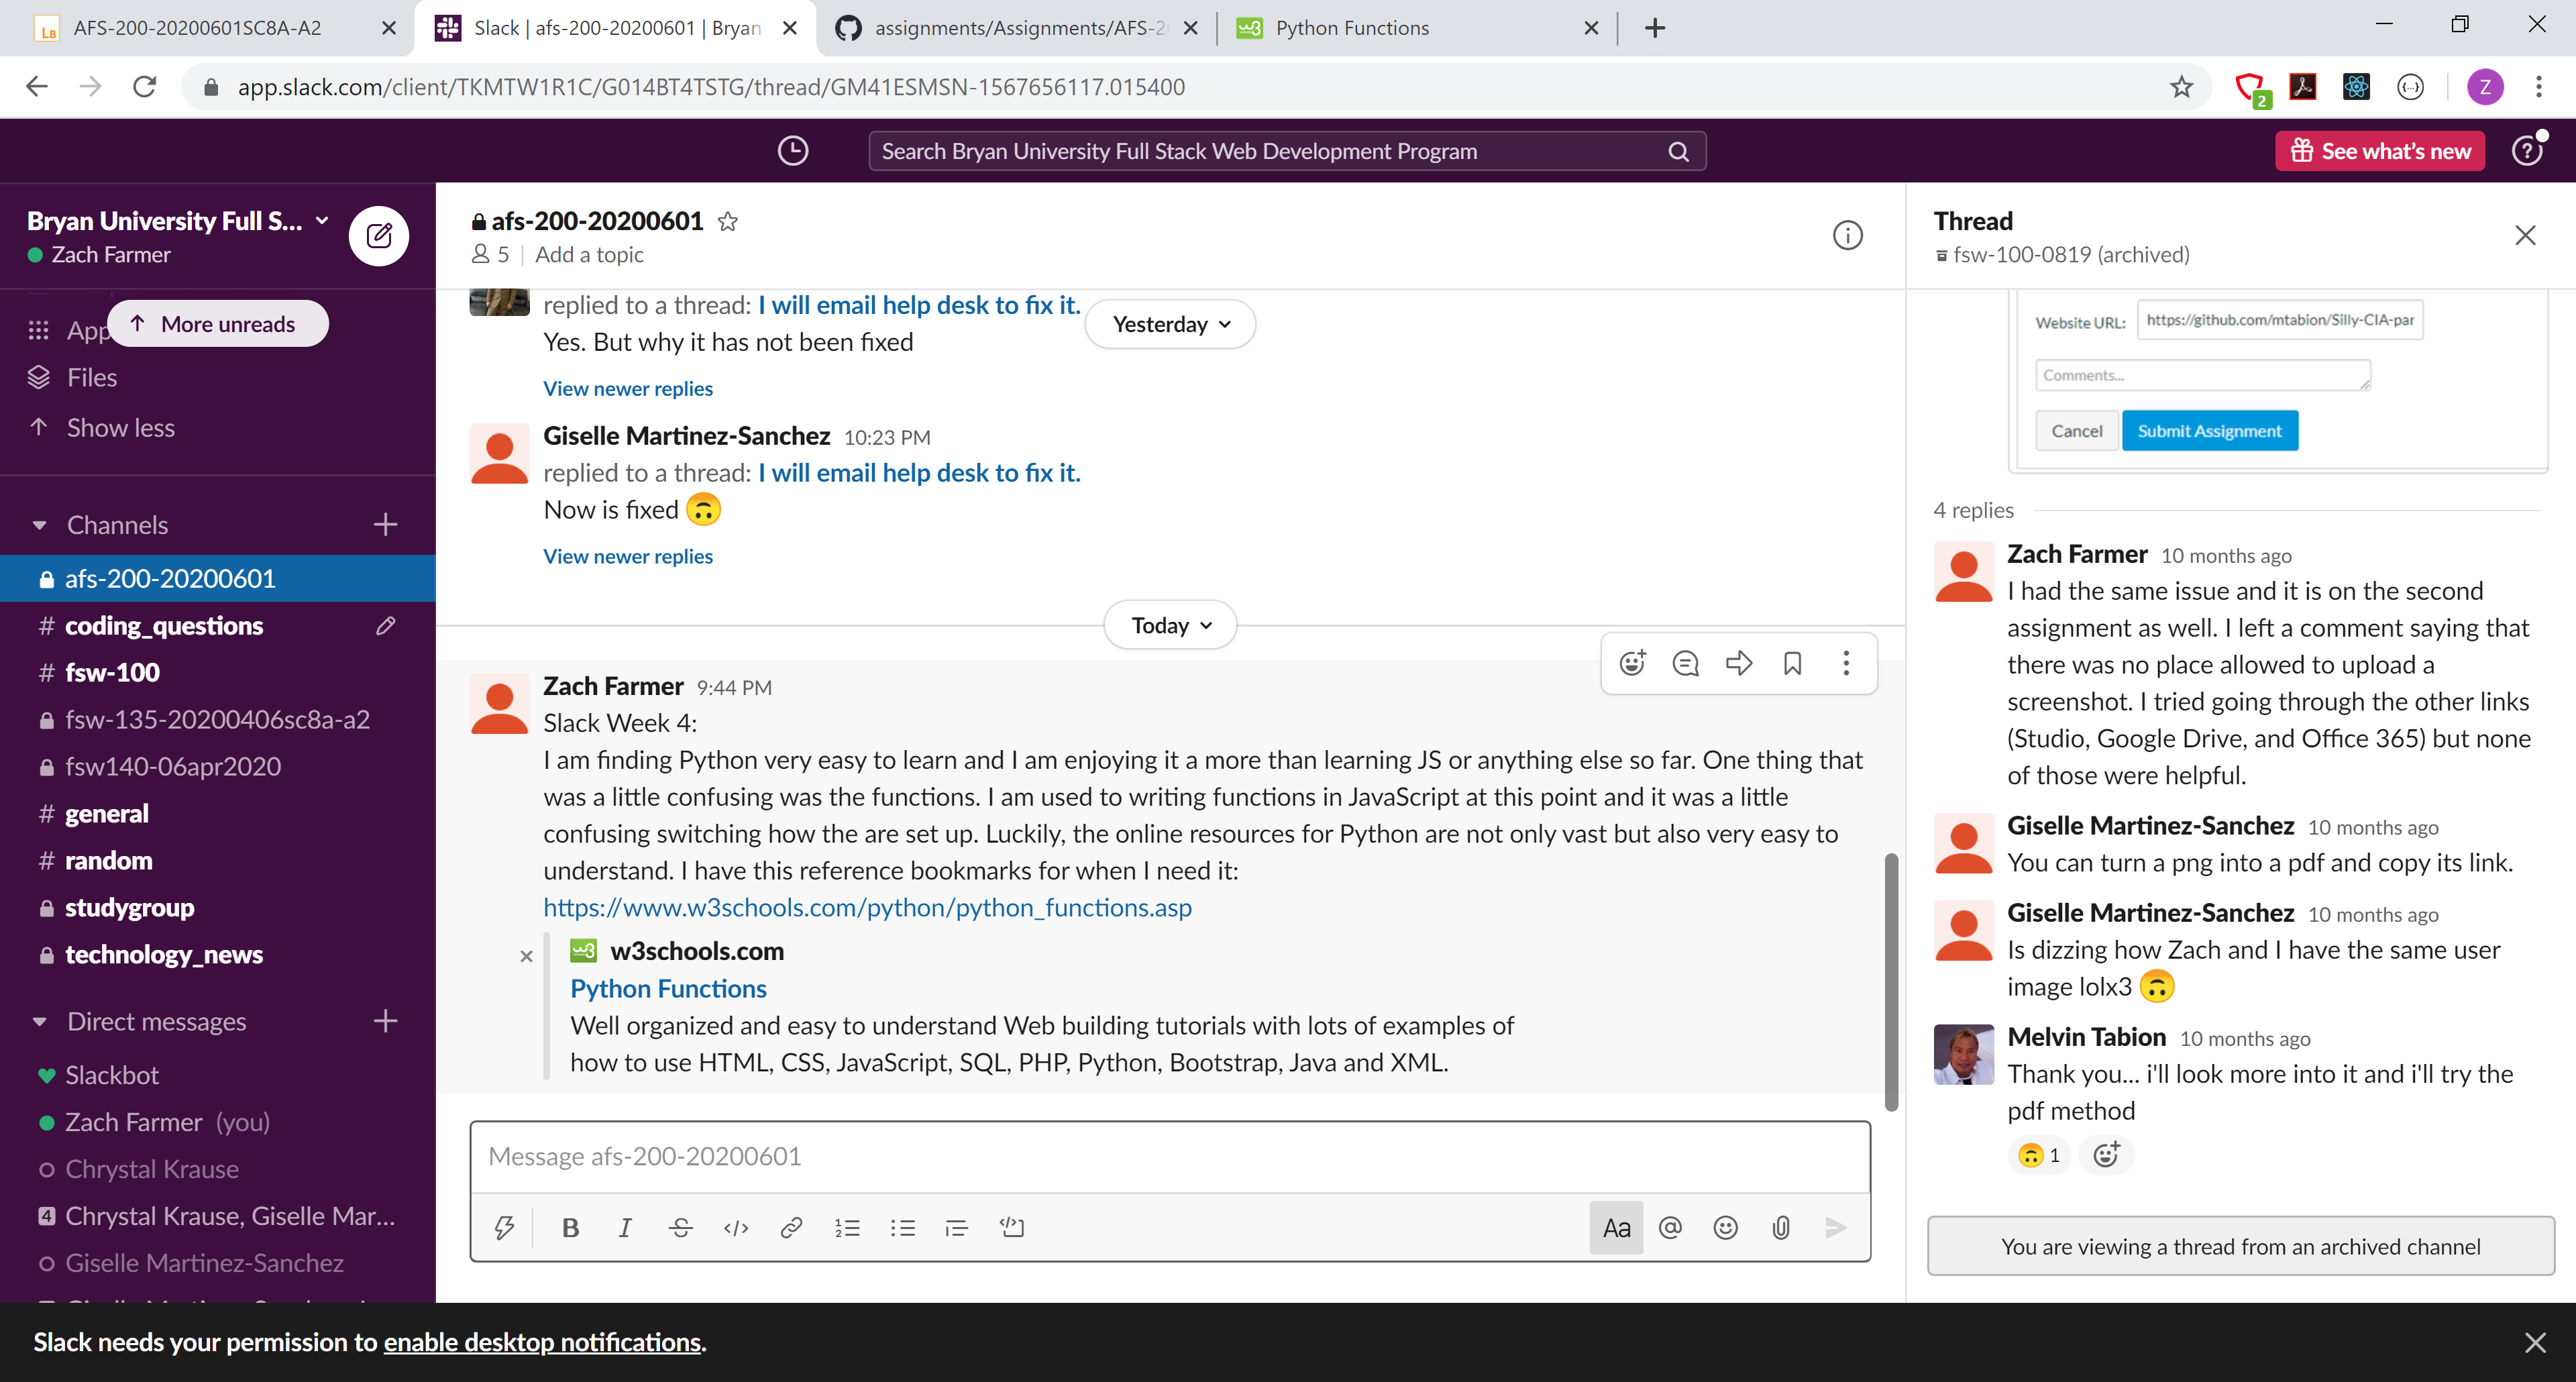 AFS-200-20200601SC8A-A2
Slack | afs-200-20200601 | Bryan
assignments/Assignments/AFS-2
Python Functions
app.slack.com/client/TKMTW1R1C/G014BT4TSTG/thread/GM41ESMSN-1567656117.015400
2
Z
Search Bryan University Full Stack Web Development Program
See what's new
Bryan University Full S...
Zach Farmer
App
More unreads
Files
Show less
Channels
afs-200-20200601
# coding_questions
# fsw-100
fsw-135-20200406sc8a-a2
fsw140-06apr2020
# general
# random
studygroup
technology_news
Direct messages
Slackbot
Zach Farmer (you)
Chrystal Krause
4 Chrystal Krause, Giselle Mar...
Giselle Martinez-Sanchez
afs-200-20200601
5 | Add a topic
replied to a thread: I will email help desk to fix it.
Yesterday
Yes. But why it has not been fixed
View newer replies
Giselle Martinez-Sanchez 10:23 PM
replied to a thread: I will email help desk to fix it.
Now is fixed 🙃
View newer replies
Today
Zach Farmer 9:44 PM
Slack Week 4:
I am finding Python very easy to learn and I am enjoying it a more than learning JS or anything else so far. One thing that
was a little confusing was the functions. I am used to writing functions in JavaScript at this point and it was a little
confusing switching how the are set up. Luckily, the online resources for Python are not only vast but also very easy to
understand. I have this reference bookmarks for when I need it:
https://www.w3schools.com/python/python_functions.asp
w3schools.com
Python Functions
Well organized and easy to understand Web building tutorials with lots of examples of
how to use HTML, CSS, JavaScript, SQL, PHP, Python, Bootstrap, Java and XML.
Message afs-200-20200601
B I S </> Aa @
Thread
fsw-100-0819 (archived)
Website URL: https://github.com/mtabion/Silly-CIA-par
Comments...
Cancel Submit Assignment
4 replies
Zach Farmer 10 months ago
I had the same issue and it is on the second
assignment as well. I left a comment saying that
there was no place allowed to upload a
screenshot. I tried going through the other links
(Studio, Google Drive, and Office 365) but none
of those were helpful.
Giselle Martinez-Sanchez 10 months ago
You can turn a png into a pdf and copy its link.
Giselle Martinez-Sanchez 10 months ago
Is dizzing how Zach and I have the same user
image lolx3 🙃
Melvin Tabion 10 months ago
Thank you... i'll look more into it and i'll try the
pdf method
🙃 1
You are viewing a thread from an archived channel
Slack needs your permission to enable desktop notifications.